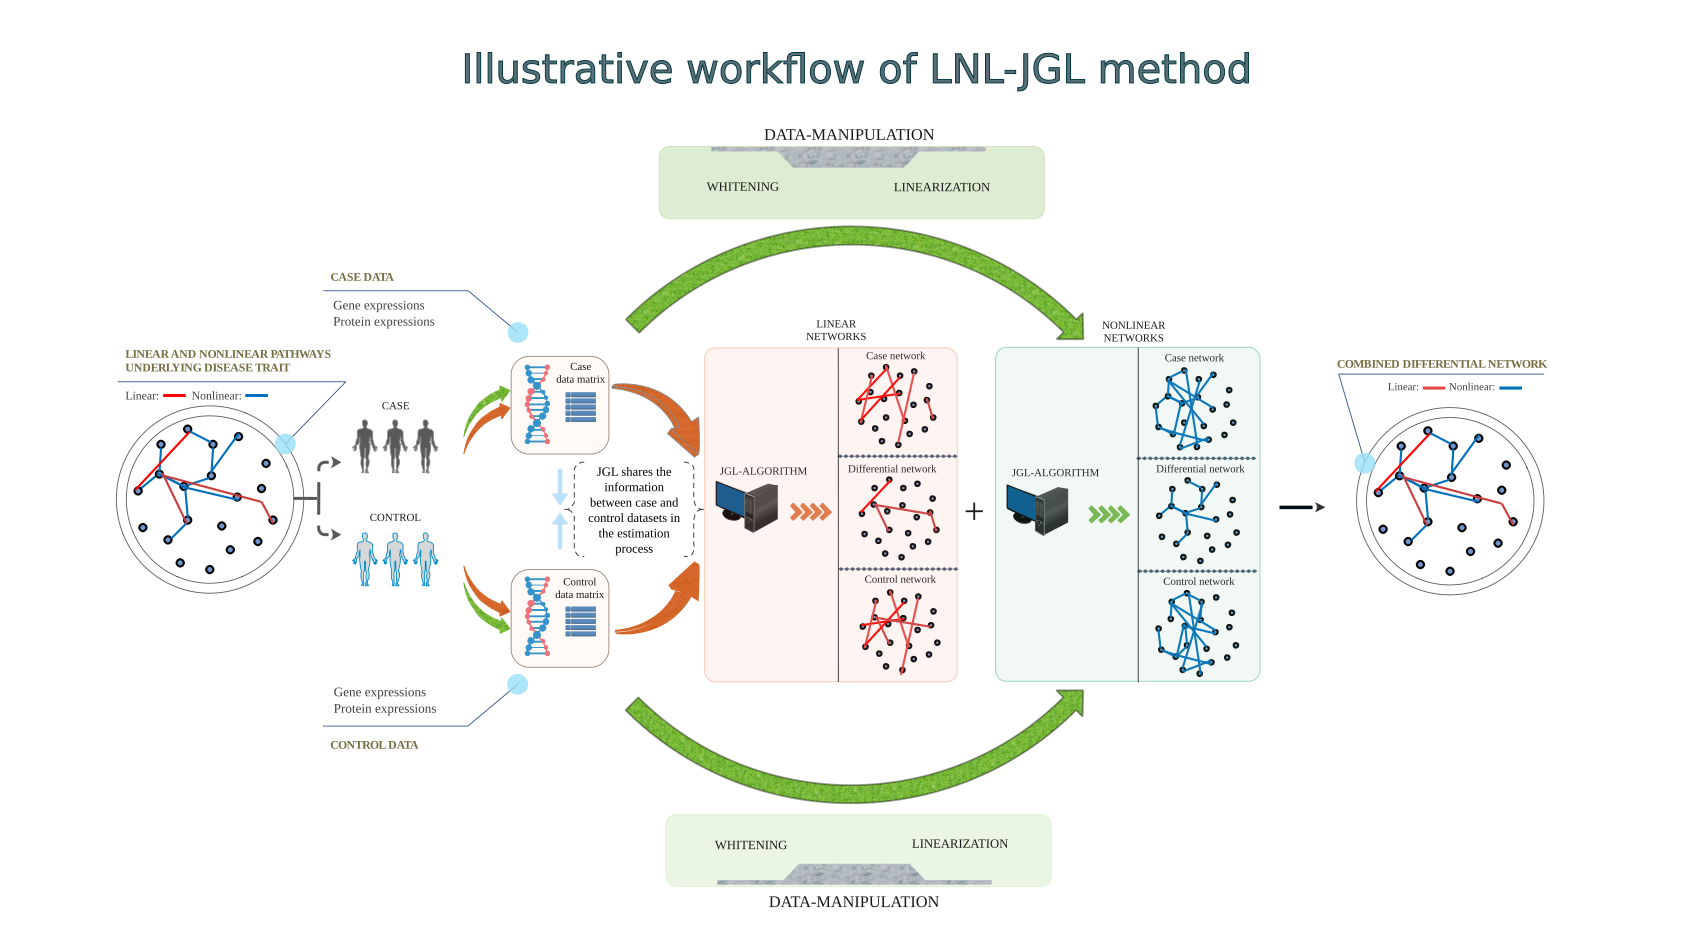 Illustrative workflow of LNL-JGL method
DATA-MANIPULATION
WHITENING
LINEARIZATION
CASE DATA
Gene expressions
Protein expressions
LINEAR AND NONLINEAR PATHWAYS
UNDERLYING DISEASE TRAIT
Linear:
Nonlinear:
CASE
CONTROL
Case
data matrix
JGL shares the
information
between case and
control datasets in
the estimation
process
Control
data matrix
Gene expressions
Protein expressions
CONTROL DATA
LINEAR
NETWORKS
JGL-ALGORITHM
Case network
Differential network
Control network
+
NONLINEAR
NETWORKS
JGL-ALGORITHM
Case network
Differential network
Control network
COMBINED DIFFERENTIAL NETWORK
Linear:
Nonlinear:
WHITENING
LINEARIZATION
DATA-MANIPULATION